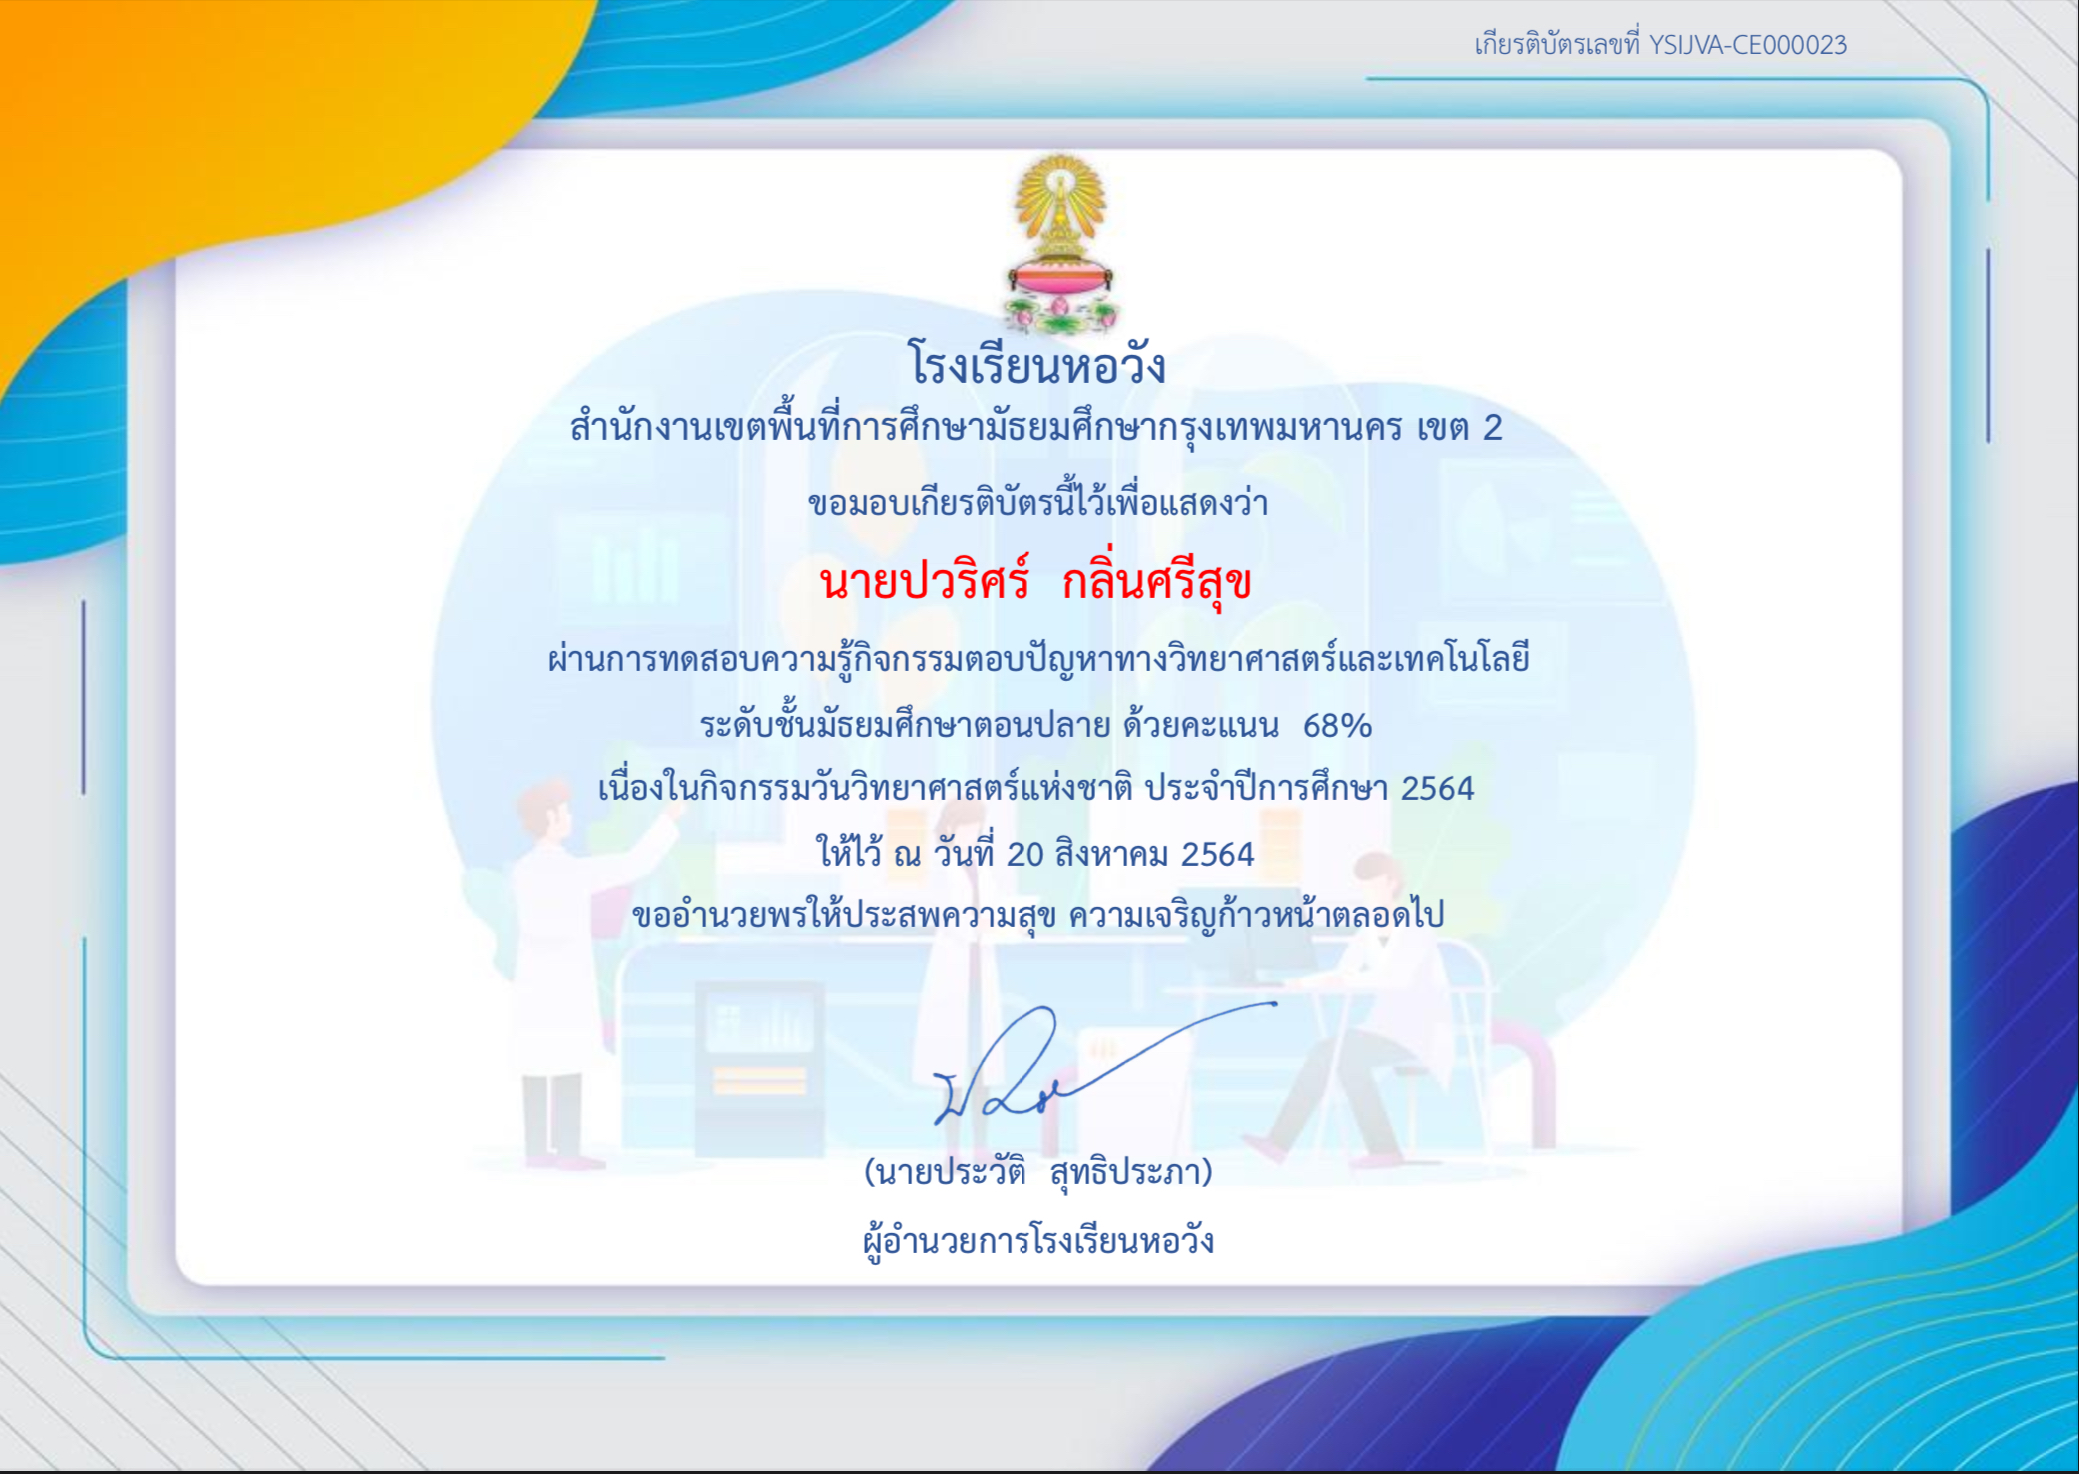 เกียรติบัตรเลขที่ YSIJVA-CE000023
โรงเรียนหอวัง
สำนักงานเขตพื้นที่การศึกษามัธยมศึกษากรุงเทพมหานคร เขต 2
ขอมอบเกียรติบัตรนี้ไว้เพื่อแสดงว่า
นายปวริศร์ กลิ่นศรีสุข
ผ่านการทดสอบความรู้กิจกรรมตอบปัญหาทางวิทยาศาสตร์และเทคโนโลยี
ระดับชั้นมัธยมศึกษาตอนปลาย ด้วยคะแนน 68%
เนื่องในกิจกรรมวันวิทยาศาสตร์แห่งชาติ ประจำปีการศึกษา 2564
ให้ไว้ ณ วันที่ 20 สิงหาคม 2564
ขออำนวยพรให้ประสพความสุข ความเจริญก้าวหน้าตลอดไป
(นายประวัติ สุทธิประภา)
ผู้อำนวยการโรงเรียนหอวัง